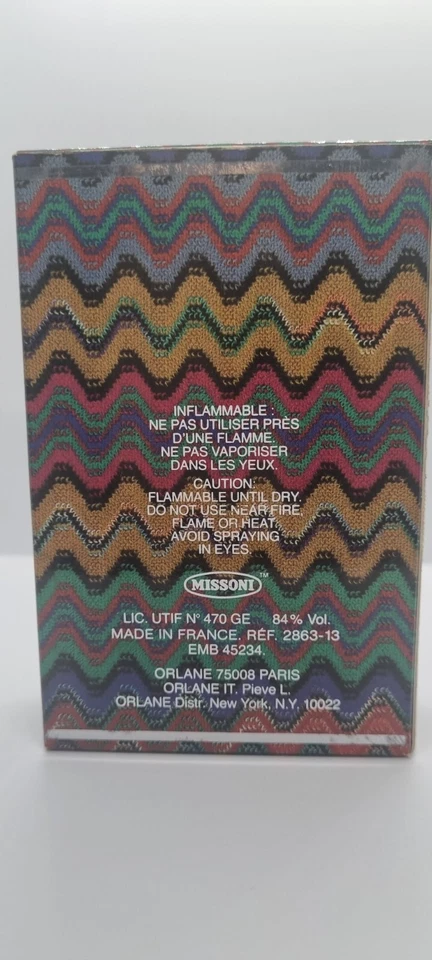 INFLAMMABLE :
NE PAS UTILISER PRÈS
D'UNE FLAMME.
NE PAS VAPORISER
DANS LES YEUX.
CAUTION:
FLAMMABLE UNTIL DRY.
DO NOT USE NEAR FIRE,
FLAME OR HEAT.
AVOID SPRAYING
IN EYES.
MISSONI™
LIC. UTIF N° 470 GE 84% Vol.
MADE IN FRANCE. RÉF. 2863-13
EMB 45234.
ORLANE 75008 PARIS
ORLANE IT. Pieve L.
ORLANE Distr. New York, N.Y. 10022